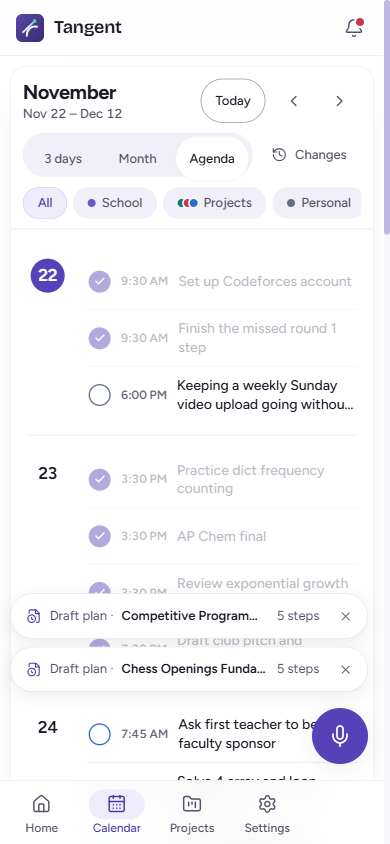 Tangent
November
Nov 22 – Dec 12
Today
3 days
Month
Agenda
Changes
All
School
Projects
Personal
22
9:30 AM Set up Codeforces account
9:30 AM Finish the missed round 1
step
6:00 PM Keeping a weekly Sunday
video upload going withou...
23
3:30 PM Practice dict frequency
counting
3:30 PM AP Chem final
3:30 PM Review exponential growth
Draft plan · Competitive Program... 5 steps
7:30 PM Draft club pitch and
Draft plan · Chess Openings Funda... 5 steps
24
7:45 AM Ask first teacher to be
faculty sponsor
Solve 4 array and loop
Home
Calendar
Projects
Settings